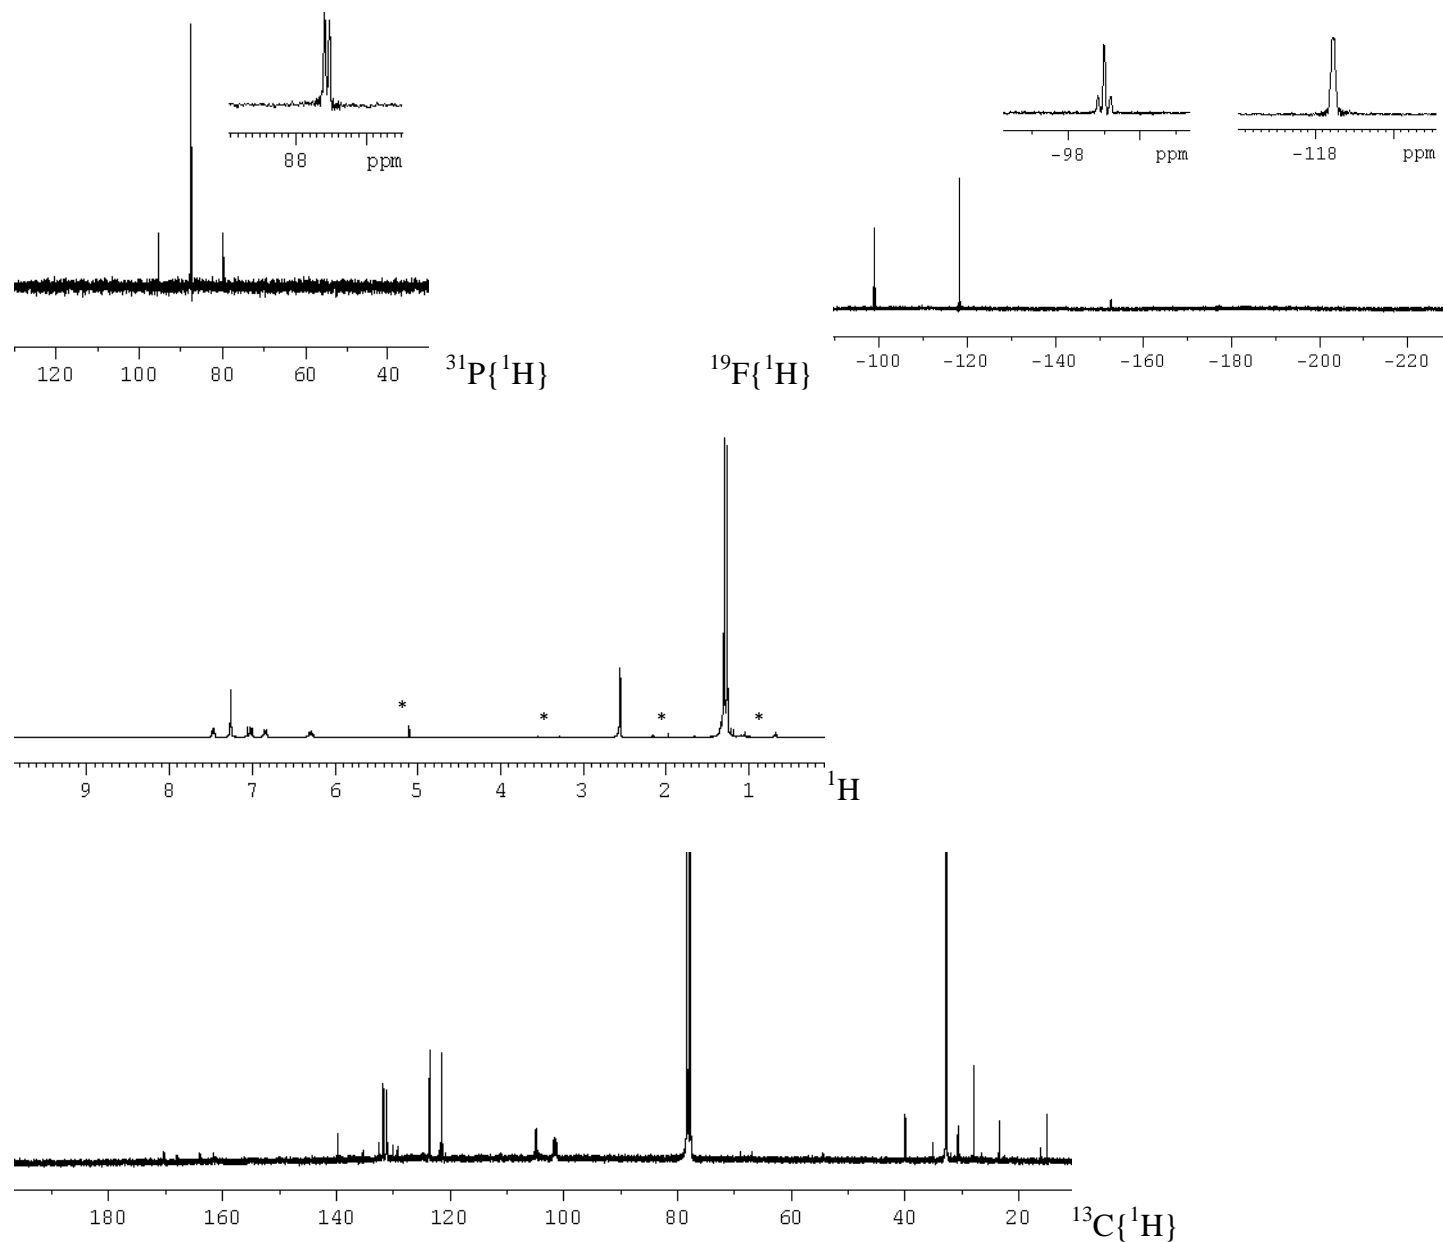 88 ppm
120 100 80 60 40
³¹P{¹H}
-98 ppm
-118 ppm
-100 -120 -140 -160 -180 -200 -220
¹⁹F{¹H}
* * * *
9 8 7 6 5 4 3 2 1
¹H
180 160 140 120 100 80 60 40 20
¹³C{¹H}